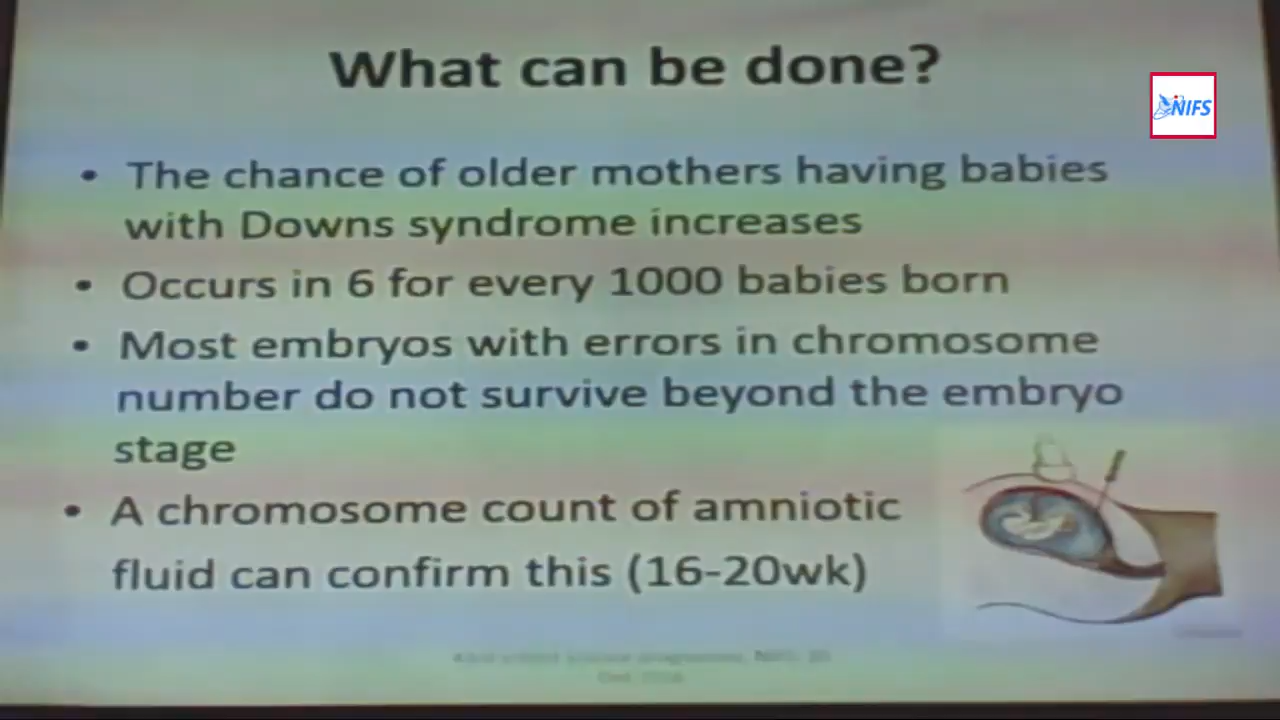 What can be done?
NIFS
• The chance of older mothers having babies
with Downs syndrome increases
• Occurs in 6 for every 1000 babies born
• Most embryos with errors in chromosome
number do not survive beyond the embryo
stage
• A chromosome count of amniotic
fluid can confirm this (16-20wk)